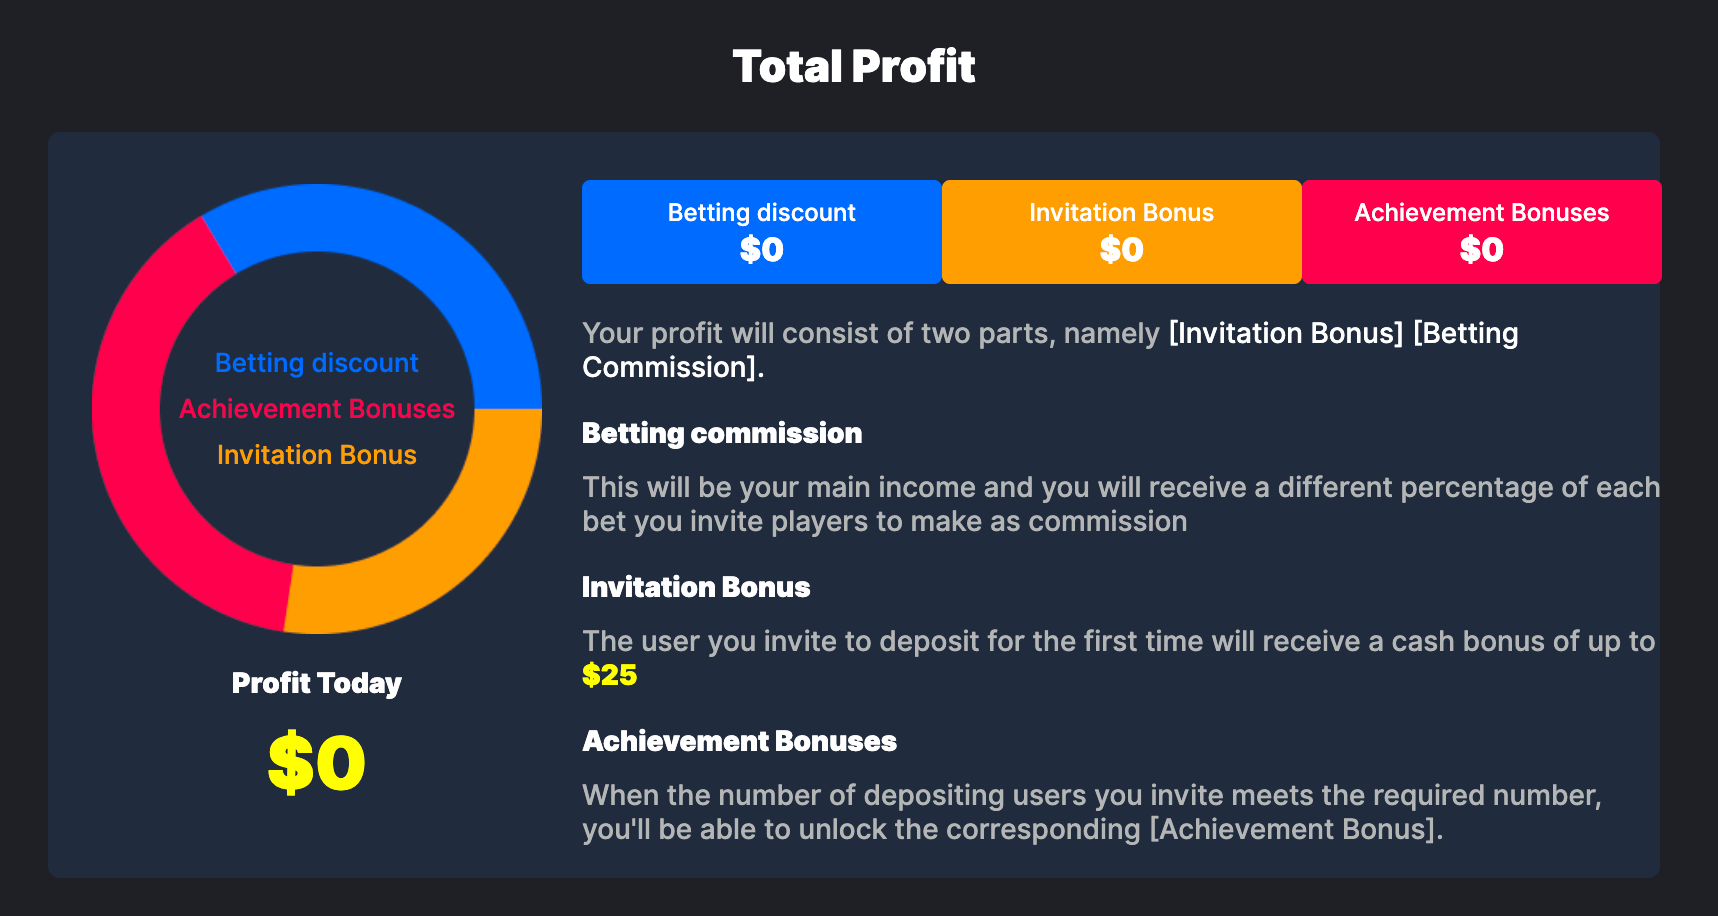 Total Profit
Betting discount
Achievement Bonuses
Invitation Bonus
Profit Today
$0
Betting discount
$0
Invitation Bonus
$0
Achievement Bonuses
$0
Your profit will consist of two parts, namely [Invitation Bonus] [Betting
Commission].
Betting commission
This will be your main income and you will receive a different percentage of each
bet you invite players to make as commission
Invitation Bonus
The user you invite to deposit for the first time will receive a cash bonus of up to
$25
Achievement Bonuses
When the number of depositing users you invite meets the required number,
you'll be able to unlock the corresponding [Achievement Bonus].